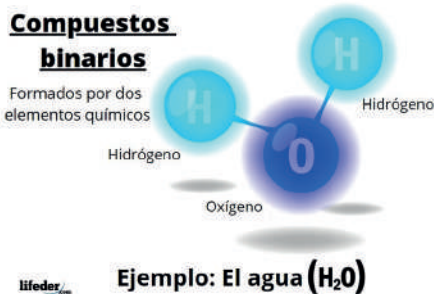 Compuestos
binarios
Formados por dos
elementos químicos
H
H
Hidrógeno
Hidrógeno
O
Oxígeno
Ejemplo: El agua (H₂O)
lifeder